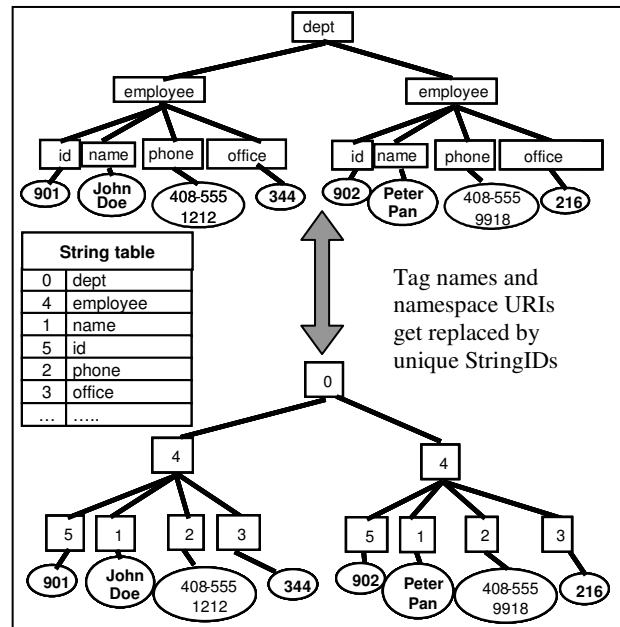 dept
employee employee
id name phone office id name phone office
901 John Doe 408-555 1212 344 902 Peter Pan 408-555 9918 216
String table
0 dept
4 employee
1 name
5 id
2 phone
3 office
... .....
Tag names and
namespace URIs
get replaced by
unique StringIDs
0
4 4
5 1 2 3 5 1 2 3
901 John Doe 408-555 1212 344 902 Peter Pan 408-555 9918 216